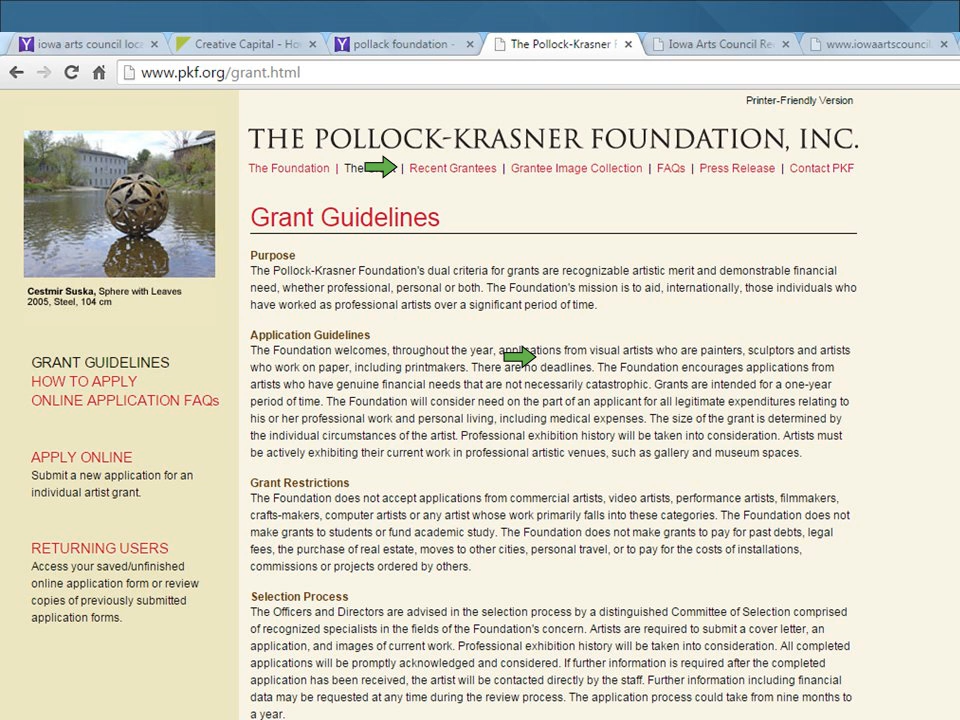 iowa arts council loca
Creative Capital - Ho
pollack foundation -
The Pollock-Krasner F
Iowa Arts Council Re
www.iowaartscouncil
www.pkf.org/grant.html
Printer-Friendly Version
THE POLLOCK-KRASNER FOUNDATION, INC.
The Foundation | The | Recent Grantees | Grantee Image Collection | FAQs | Press Release | Contact PKF
Cestmir Suska, Sphere with Leaves
2005, Steel, 104 cm
GRANT GUIDELINES
HOW TO APPLY
ONLINE APPLICATION FAQs
APPLY ONLINE
Submit a new application for an
individual artist grant.
RETURNING USERS
Access your saved/unfinished
online application form or review
copies of previously submitted
application forms.
Grant Guidelines
Purpose
The Pollock-Krasner Foundation's dual criteria for grants are recognizable artistic merit and demonstrable financial
need, whether professional, personal or both. The Foundation's mission is to aid, internationally, those individuals who
have worked as professional artists over a significant period of time.
Application Guidelines
The Foundation welcomes, throughout the year, applications from visual artists who are painters, sculptors and artists
who work on paper, including printmakers. There are no deadlines. The Foundation encourages applications from
artists who have genuine financial needs that are not necessarily catastrophic. Grants are intended for a one-year
period of time. The Foundation will consider need on the part of an applicant for all legitimate expenditures relating to
his or her professional work and personal living, including medical expenses. The size of the grant is determined by
the individual circumstances of the artist. Professional exhibition history will be taken into consideration. Artists must
be actively exhibiting their current work in professional artistic venues, such as gallery and museum spaces.
Grant Restrictions
The Foundation does not accept applications from commercial artists, video artists, performance artists, filmmakers,
crafts-makers, computer artists or any artist whose work primarily falls into these categories. The Foundation does not
make grants to students or fund academic study. The Foundation does not make grants to pay for past debts, legal
fees, the purchase of real estate, moves to other cities, personal travel, or to pay for the costs of installations,
commissions or projects ordered by others.
Selection Process
The Officers and Directors are advised in the selection process by a distinguished Committee of Selection comprised
of recognized specialists in the fields of the Foundation's concern. Artists are required to submit a cover letter, an
application, and images of current work. Professional exhibition history will be taken into consideration. All completed
applications will be promptly acknowledged and considered. If further information is required after the completed
application has been received, the artist will be contacted directly by the staff. Further information including financial
data may be requested at any time during the review process. The application process could take from nine months to
a year.